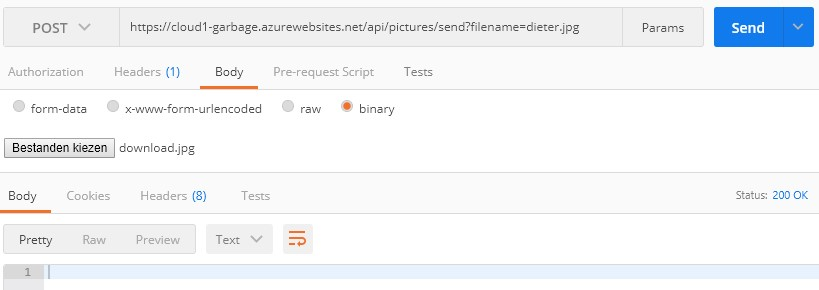 POST https://cloud1-garbage.azurewebsites.net/api/pictures/send?filename=dieter.jpg Params Send
Authorization Headers (1) Body Pre-request Script Tests
form-data x-www-form-urlencoded raw binary
Bestanden kiezen download.jpg
Body Cookies Headers (8) Tests Status: 200 OK
Pretty Raw Preview Text
1